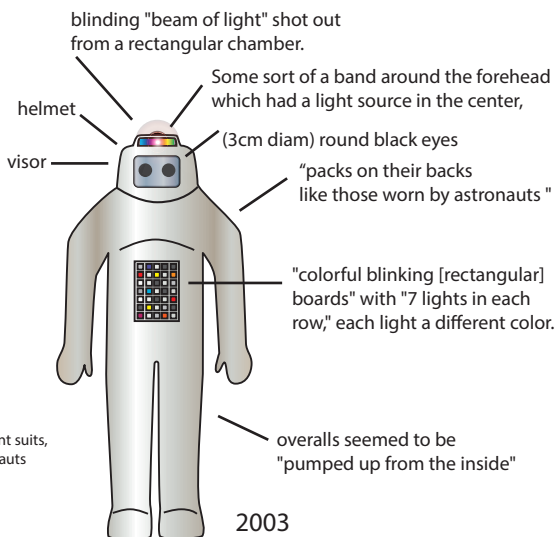 blinding "beam of light" shot out
from a rectangular chamber.
Some sort of a band around the forehead
which had a light source in the center,
helmet
(3cm diam) round black eyes
visor
“packs on their backs
like those worn by astronauts "
"colorful blinking [rectangular]
boards" with "7 lights in each
row," each light a different color.
nt suits,
auts
overalls seemed to be
"pumped up from the inside"
2003